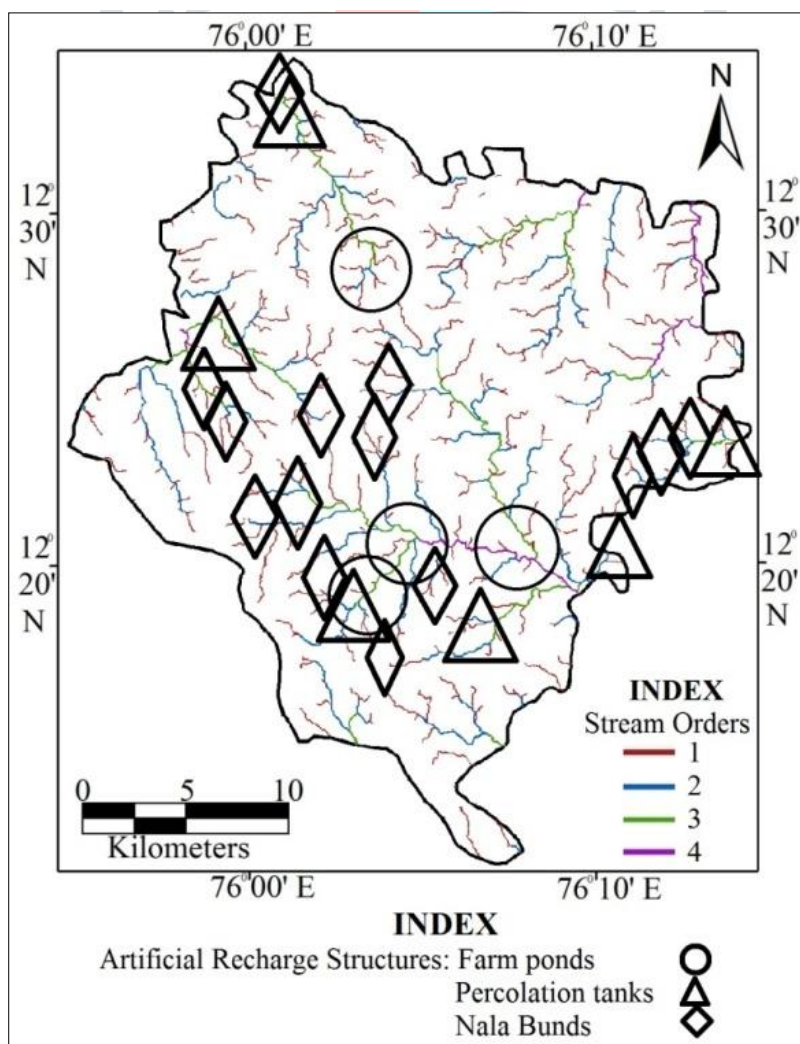 76°00' E 76°10' E
N
12° 30' N
12° 30' N
12° 20' N
12° 20' N
INDEX
Stream Orders
1
2
3
4
0 5 10
Kilometers
76°00' E 76°10' E
INDEX
Artificial Recharge Structures: Farm ponds
Percolation tanks
Nala Bunds